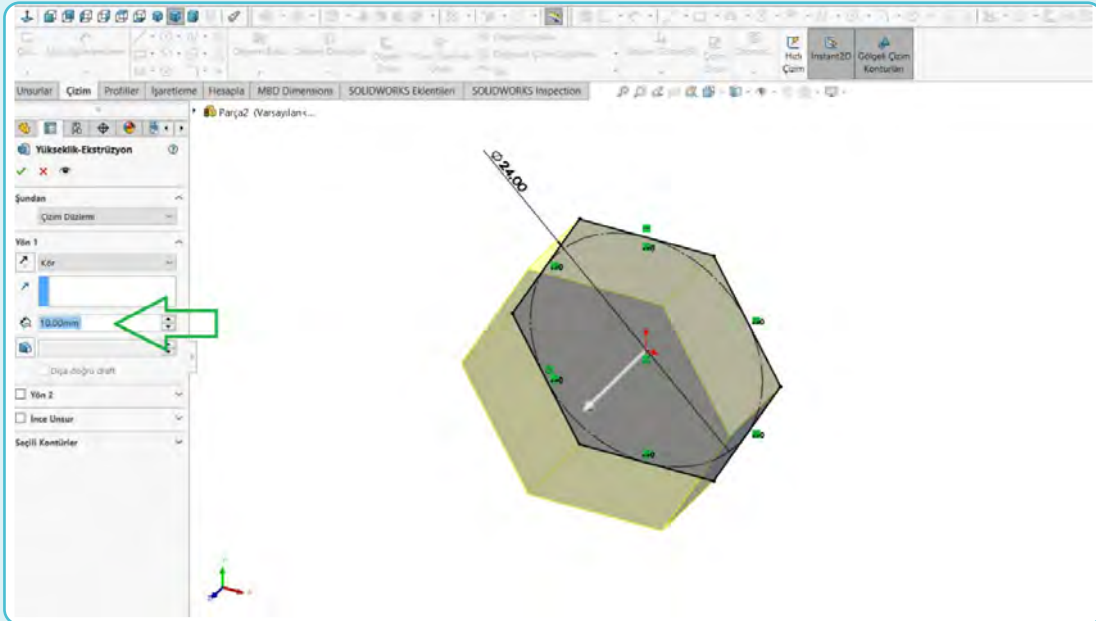 Hızlı Çizim
Instant2D
Gölgeli Çizim Konturları
Unsurlar Çizim Profiller İşaretleme Hesapla MBD Dimensions SOLIDWORKS Eklentileri SOLIDWORKS Inspection
Parça2 (Varsayılan<...
Yükseklik-Ekstrüzyon
Şundan
Çizim Düzlemi
Yön 1
Kör
10.00mm
Dışa doğru draft
Yön 2
İnce Unsur
Seçili Kontürler
Ø 24,00